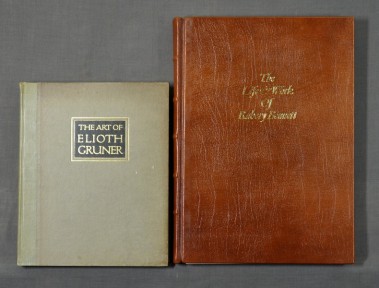 THE ART OF
ELIOTH
GRUNER
The
Life & Work
Of
Rubery Bennett